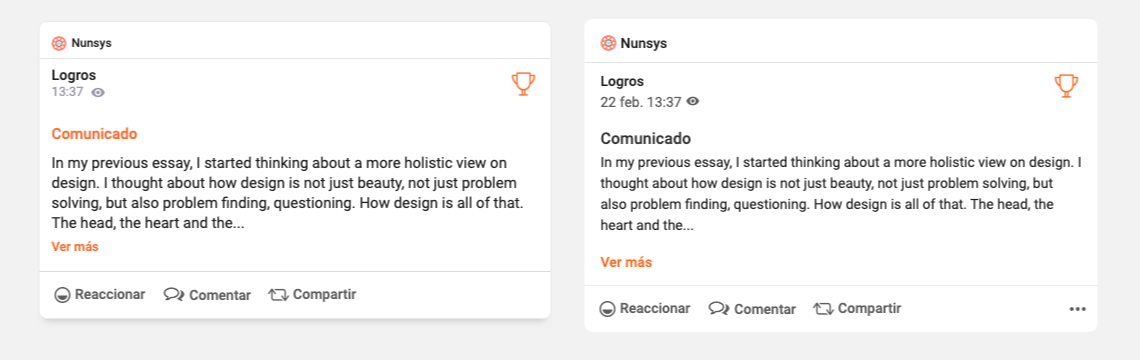 Nunsys
Logros
13:37
Comunicado
In my previous essay, I started thinking about a more holistic view on
design. I thought about how design is not just beauty, not just problem
solving, but also problem finding, questioning. How design is all of that.
The head, the heart and the...
Ver más
Reaccionar Comentar Compartir
Nunsys
Logros
22 feb. 13:37
Comunicado
In my previous essay, I started thinking about a more holistic view on design. I
thought about how design is not just beauty, not just problem solving, but
also problem finding, questioning. How design is all of that. The head, the
heart and the...
Ver más
Reaccionar Comentar Compartir